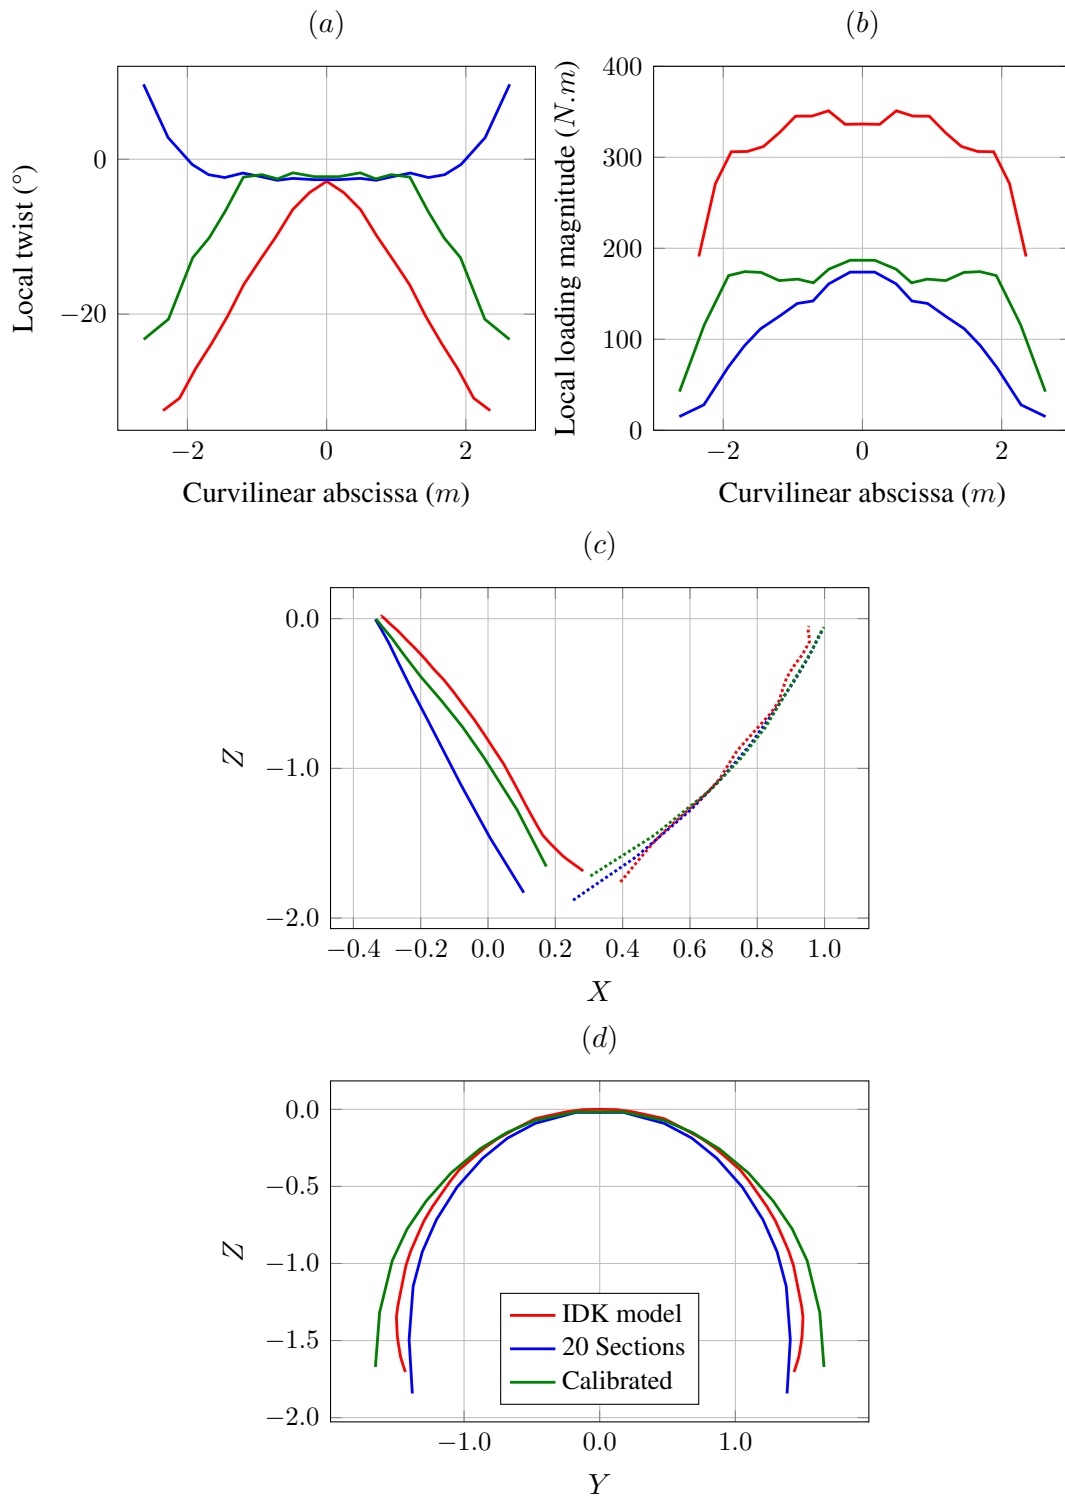 (a)
(b)
Local twist (°)
0
−20
−2
0
2
Curvilinear abscissa (m)
Local loading magnitude (N.m)
400
300
200
100
0
−2
0
2
Curvilinear abscissa (m)
(c)
Z
0.0
−1.0
−2.0
−0.4
−0.2
0.0
0.2
0.4
0.6
0.8
1.0
X
(d)
Z
0.0
−0.5
−1.0
−1.5
−2.0
IDK model
20 Sections
Calibrated
−1.0
0.0
1.0
Y